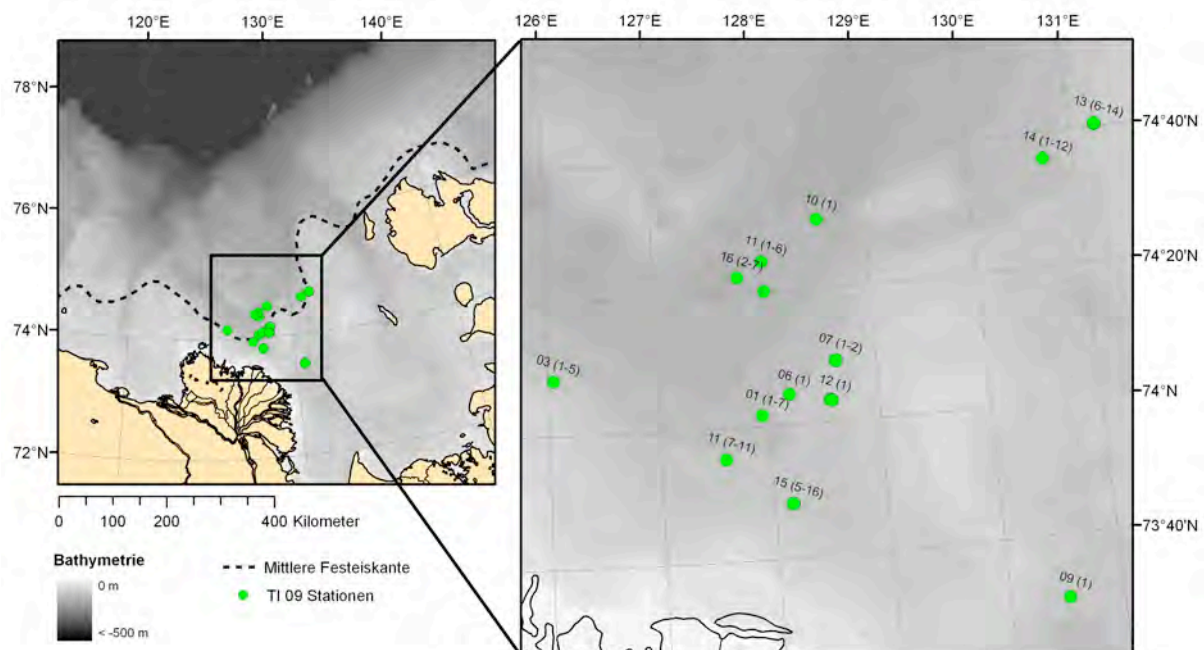 120°E 130°E 140°E
78°N
76°N
74°N
72°N
0 100 200 400 Kilometer
Bathymetrie
0 m
< -500 m
Mittlere Festeiskante
TI 09 Stationen
126°E 127°E 128°E 129°E 130°E 131°E
13 (6-14)
74°40'N
14 (1-12)
10 (1)
11 (1-6)
74°20'N
16 (2-7)
07 (1-2)
03 (1-5)
06 (1) 12 (1)
74°N
01 (1-7)
11 (7-11)
15 (5-16)
73°40'N
09 (1)